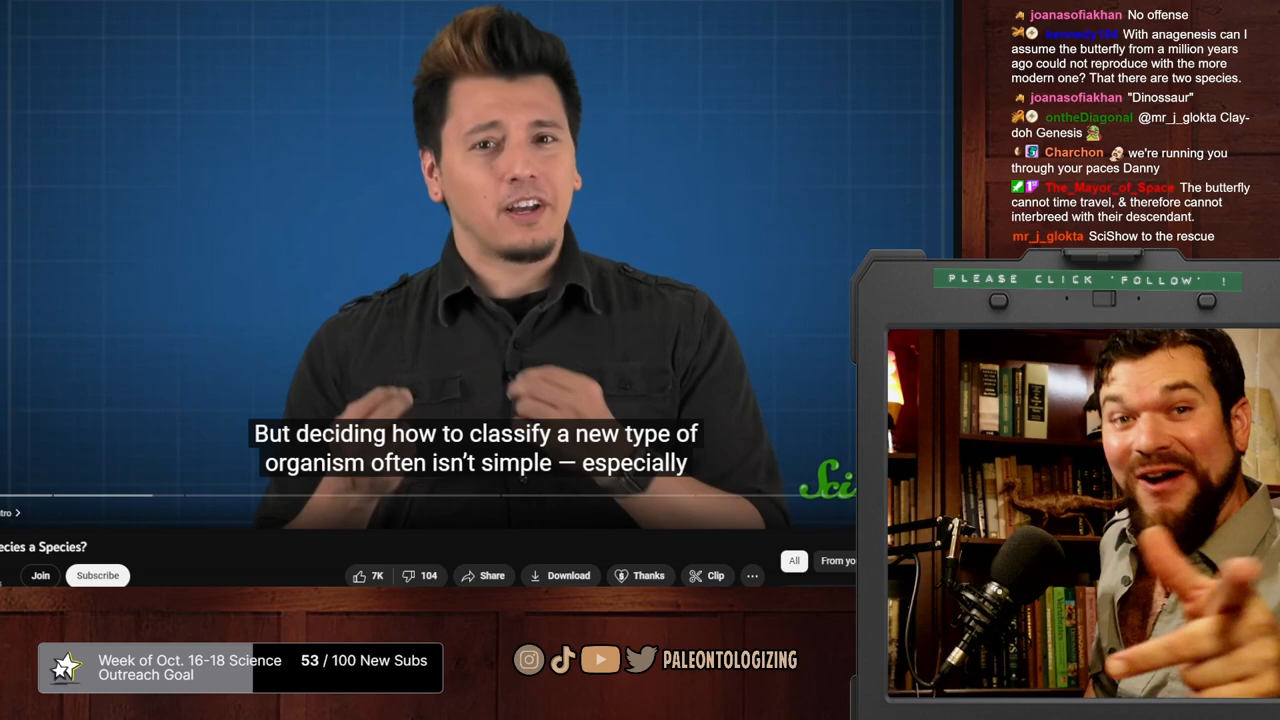 joanasofiakhan No offense
kennedy166 With anagenesis can I
assume the butterfly from a million years
ago could not reproduce with the more
modern one? That there are two species.
joanasofiakhan "Dinossaur"
ontheDiagonal @mr_j_glokta Clay-
doh Genesis
Charchon we're running you
through your paces Danny
The_Mayor_of_Space The butterfly
cannot time travel, & therefore cannot
interbreed with their descendant.
mr_j_glokta SciShow to the rescue
PLEASE CLICK "FOLLOW" !
But deciding how to classify a new type of
organism often isn't simple — especially
Sci
ntro >
ecies a Species?
Join
Subscribe
7K
104
Share
Download
Thanks
Clip
...
All
From yo
Week of Oct. 16-18 Science
Outreach Goal
53 / 100 New Subs
PALEONTOLOGIZING